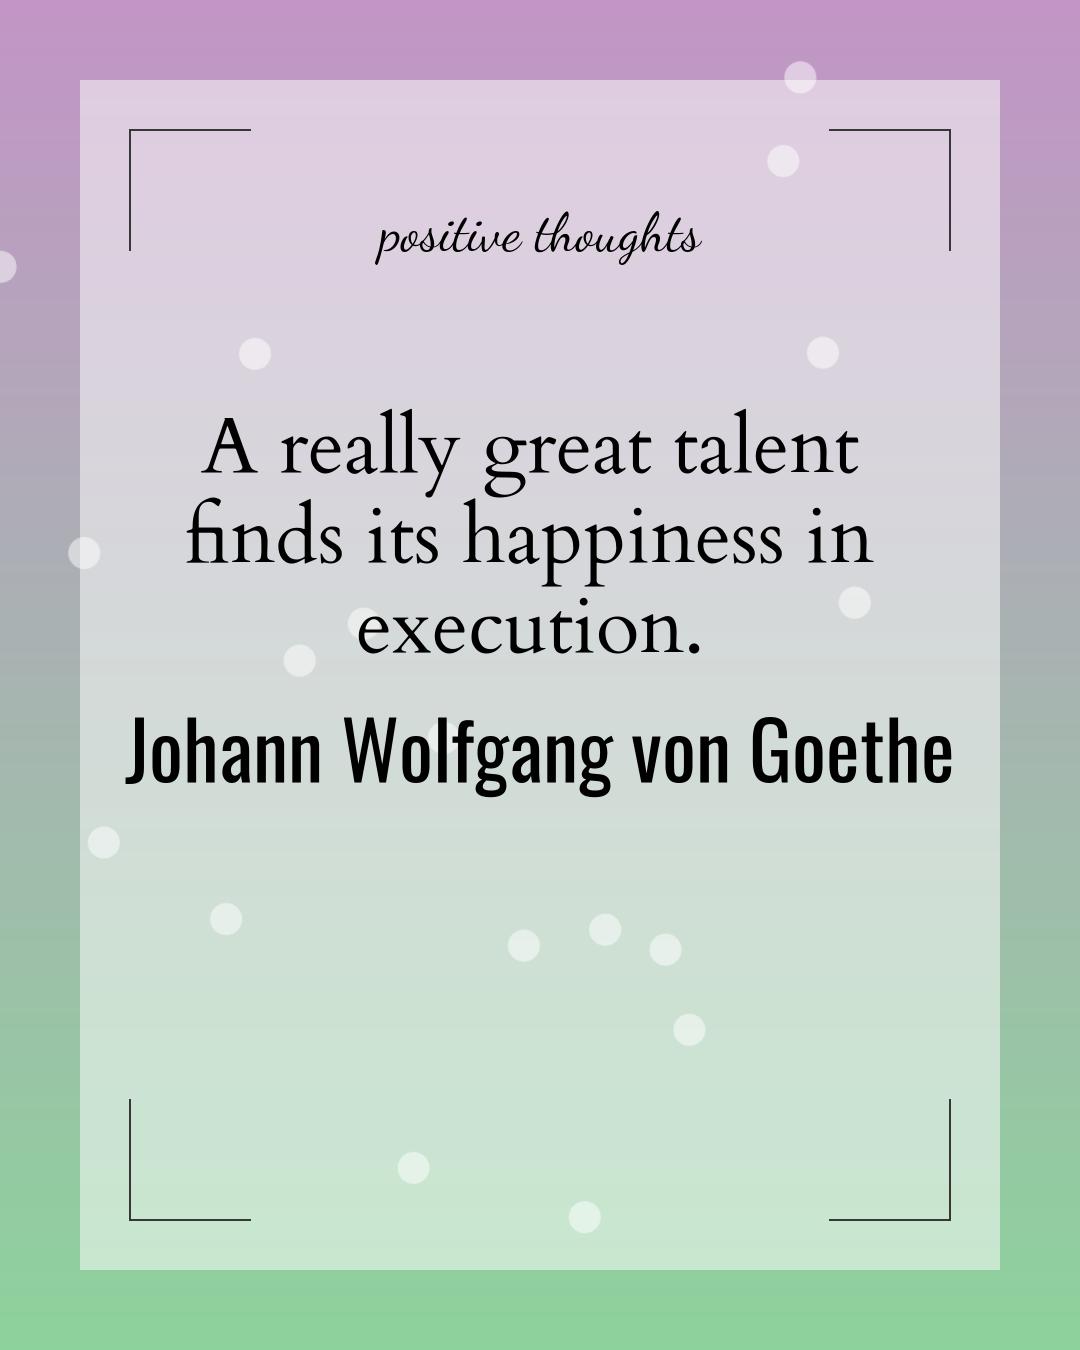 positive thoughts
A really great talent
finds its happiness in
execution.
Johann Wolfgang von Goethe